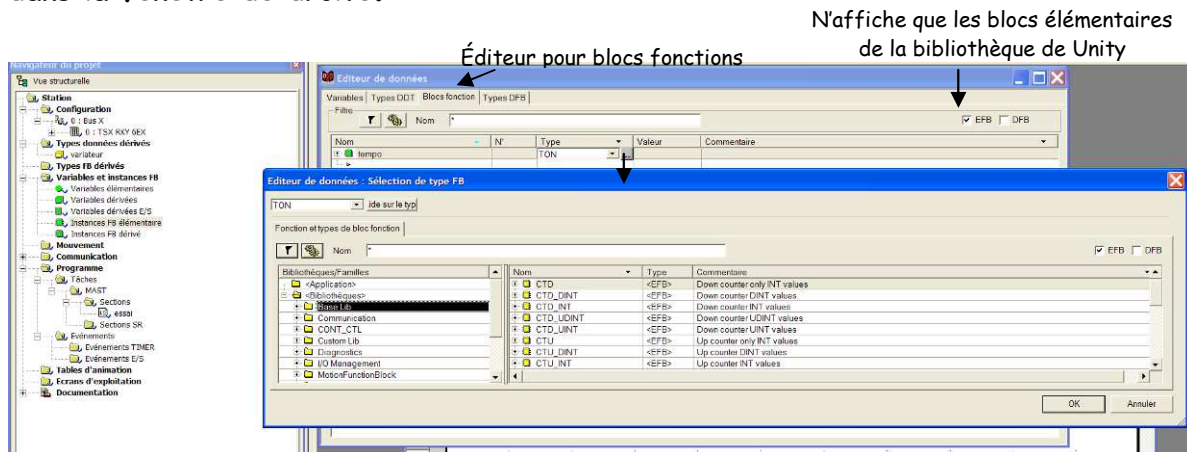 N'affiche que les blocs élémentaires
de la bibliothèque de Unity
Éditeur pour blocs fonctions
Navigateur du projet
Vue structurelle
Station
Configuration
0 : Bus X
0 : TSX RKY 6EX
Types données dérivés
variateur
Types FB dérivés
Variables et instances FB
Variables élémentaires
Variables dérivées
Variables dérivées E/S
Instances FB élémentaire
Instances FB dérivé
Mouvement
Communication
Programme
Tâches
MAST
Sections
essai
Sections SR
Evénements
Evénements TIMER
Evénements E/S
Tables d'animation
Ecrans d'exploitation
Documentation
Editeur de données
Variables Types DDT Blocs fonction Types DFB
Filtre
Nom * EFB DFB
Nom N° Type Valeur Commentaire
tempo TON ...
Editeur de données : Sélection de type FB
TON ide sur le typ
Fonction et types de bloc fonction
Nom * EFB DFB
Bibliothèques/Familles Nom Type Commentaire
<Application> CTD <EFB> Down counter only INT values
<Bibliothèques> CTD_DINT <EFB> Down counter DINT values
Base Lib CTD_INT <EFB> Down counter INT values
Communication CTD_UDINT <EFB> Down counter UDINT values
CONT_CTL CTD_UINT <EFB> Down counter UINT values
Custom Lib CTU <EFB> Up counter only INT values
Diagnostics CTU_DINT <EFB> Up counter DINT values
I/O Management CTU_INT <EFB> Up counter INT values
MotionFunctionBlock
OK Annuler